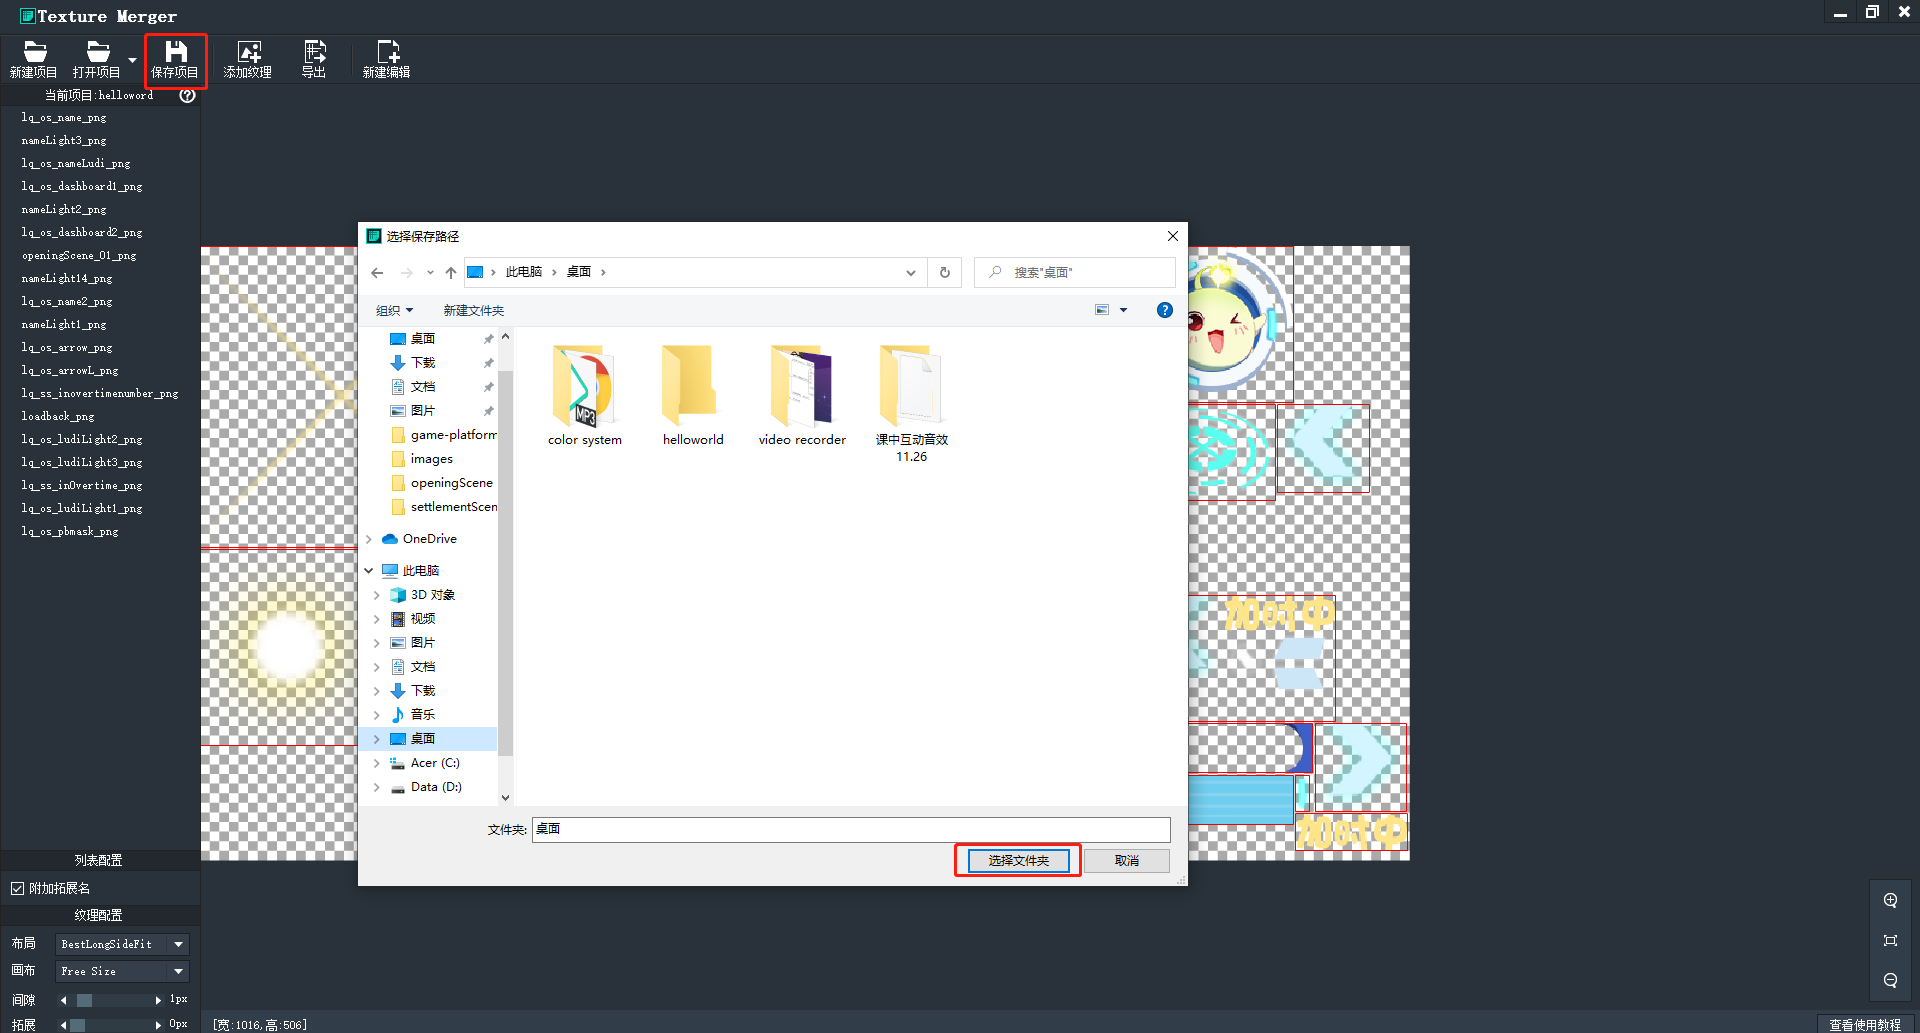 Texture Merger
新建项目
打开项目
保存项目
添加纹理
导出
新建编辑
当前项目:helloword
lq_os_name_png
nameLight3_png
lq_os_nameLudi_png
lq_os_dashboard1_png
nameLight2_png
lq_os_dashboard2_png
openingScene_01_png
nameLight14_png
lq_os_name2_png
nameLight1_png
lq_os_arrow_png
lq_os_arrowL_png
lq_ss_inovertimenumber_png
loadback_png
lq_os_ludiLight2_png
lq_os_ludiLight3_png
lq_ss_inOvertime_png
lq_os_ludiLight1_png
lq_os_pbmask_png
列表配置
附加拓展名
纹理配置
布局 BestLongSideFit
画布 Free Size
间隙 1px
拓展 0px
选择保存路径
此电脑 › 桌面 ›
搜索"桌面"
组织
新建文件夹
桌面
下载
文档
图片
game-platform
images
openingScene
settlementScen
OneDrive
此电脑
3D 对象
视频
图片
文档
下载
音乐
桌面
Acer (C:)
Data (D:)
MP3
color system
helloworld
video recorder
课中互动音效
11.26
文件夹: 桌面
选择文件夹
取消
加时中
加时中
[宽:1016,高:506]
查看使用教程